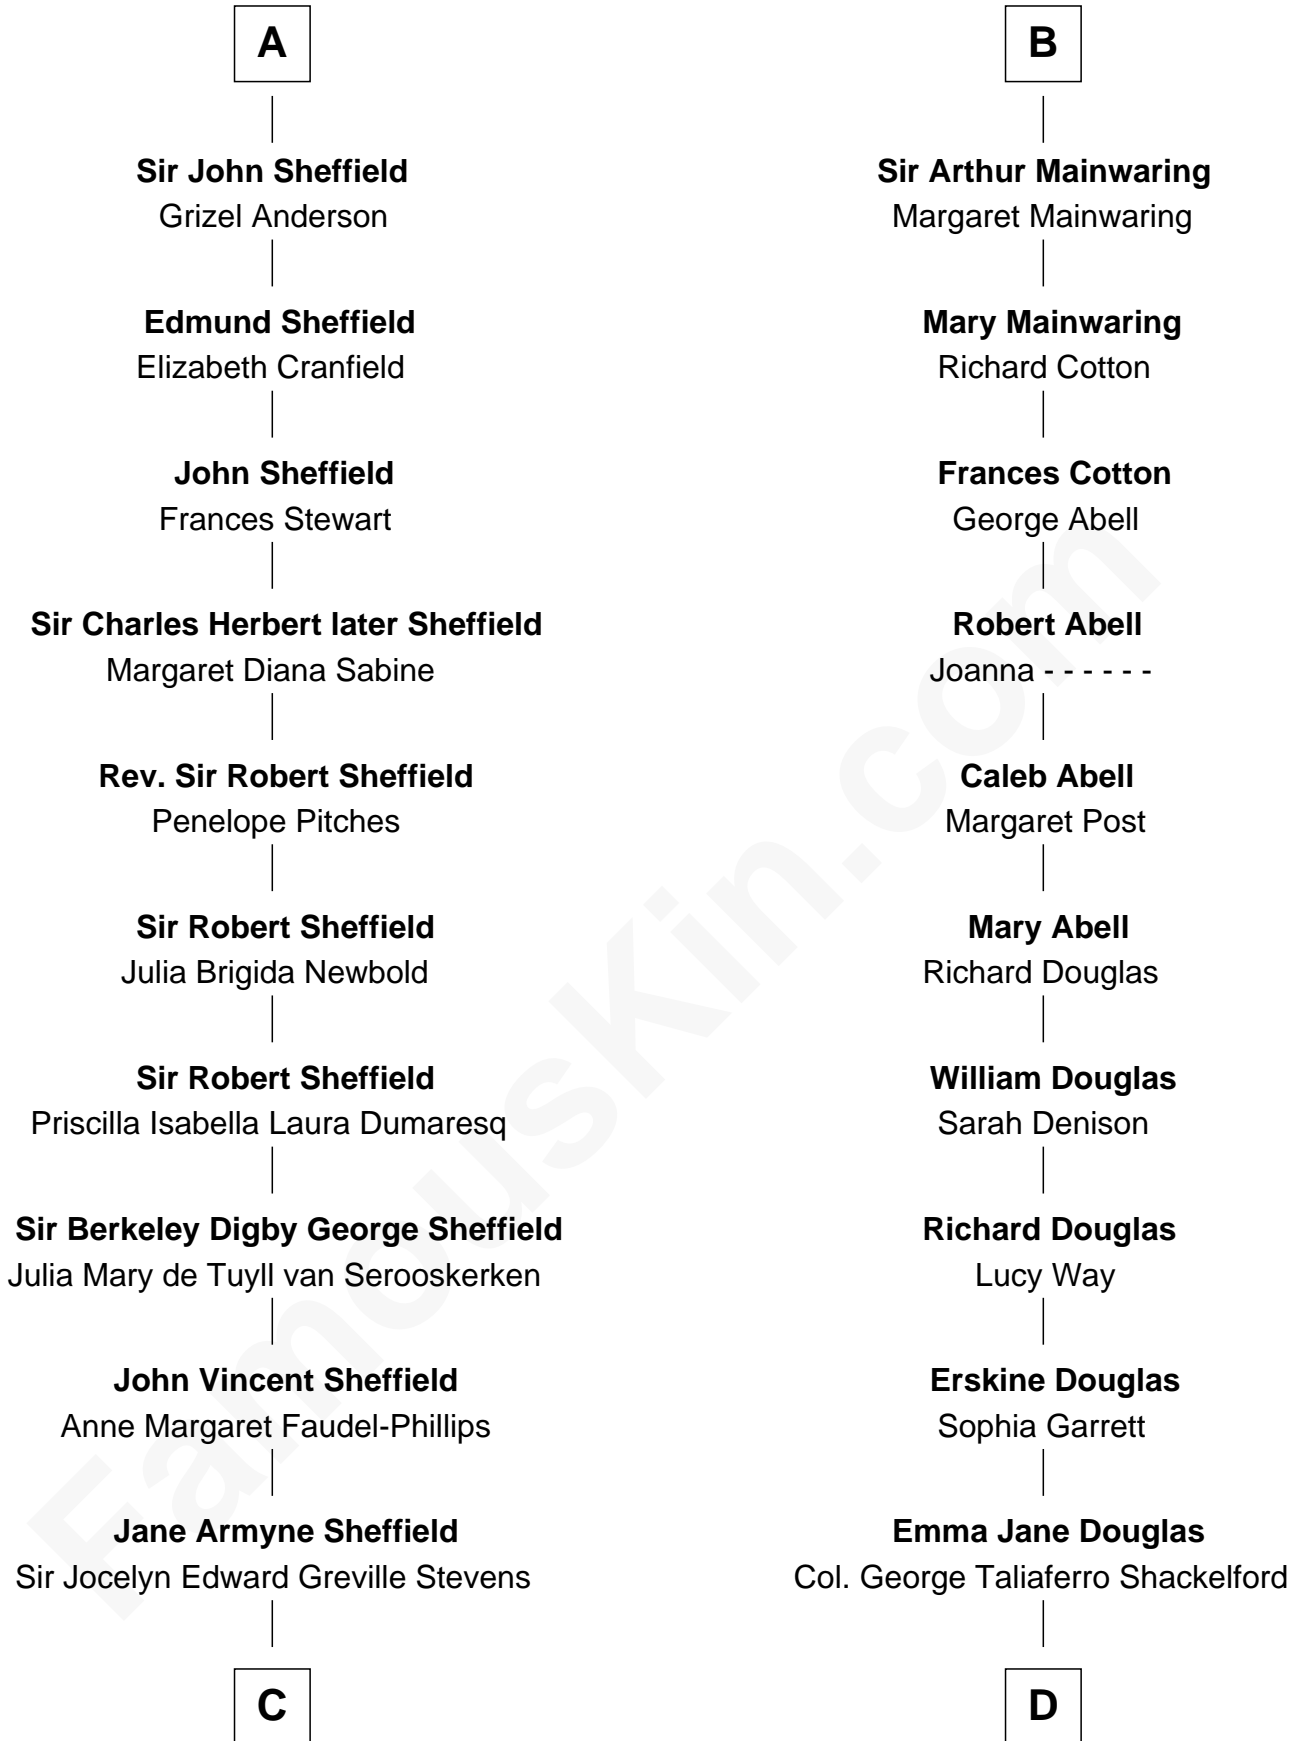 A
Sir John Sheffield
Grizel Anderson
Edmund Sheffield
Elizabeth Cranfield
John Sheffield
Frances Stewart
Sir Charles Herbert later Sheffield
Margaret Diana Sabine
Rev. Sir Robert Sheffield
Penelope Pitches
Sir Robert Sheffield
Julia Brigida Newbold
Sir Robert Sheffield
Priscilla Isabella Laura Dumaresq
Sir Berkeley Digby George Sheffield
Julia Mary de Tuyll van Serooskerken
John Vincent Sheffield
Anne Margaret Faudel-Phillips
Jane Armyne Sheffield
Sir Jocelyn Edward Greville Stevens
C
B
Sir Arthur Mainwaring
Margaret Mainwaring
Mary Mainwaring
Richard Cotton
Frances Cotton
George Abell
Robert Abell
Joanna - - - - - -
Caleb Abell
Margaret Post
Mary Abell
Richard Douglas
William Douglas
Sarah Denison
Richard Douglas
Lucy Way
Erskine Douglas
Sophia Garrett
Emma Jane Douglas
Col. George Taliaferro Shackelford
D
FamousKin.com